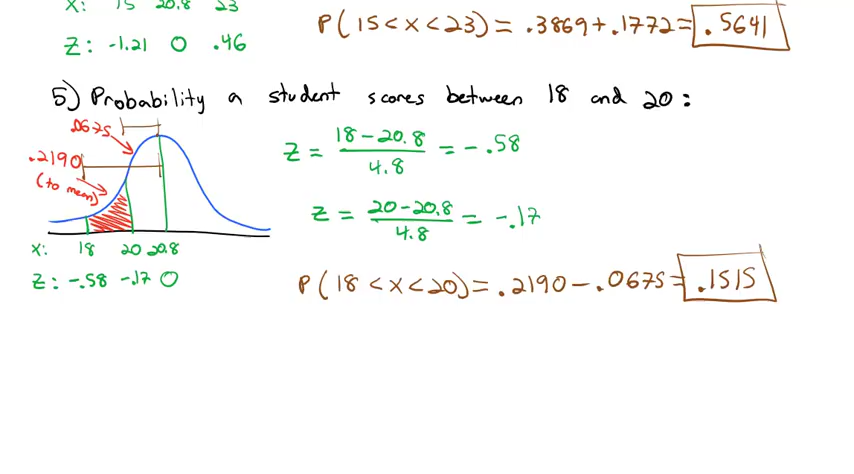 X: 15 20.8 23
Z: -1.21 0 .46
P(15<x<23) = .3869+.1772= .5641
5) Probability a student scores between 18 and 20:
.0675
.2190
(to mean)
Z = 18-20.8 / 4.8 = -.58
Z = 20-20.8 / 4.8 = -.17
X: 18 20 20.8
Z: -.58 -.17 0
P(18<x<20) = .2190-.0675= .1515